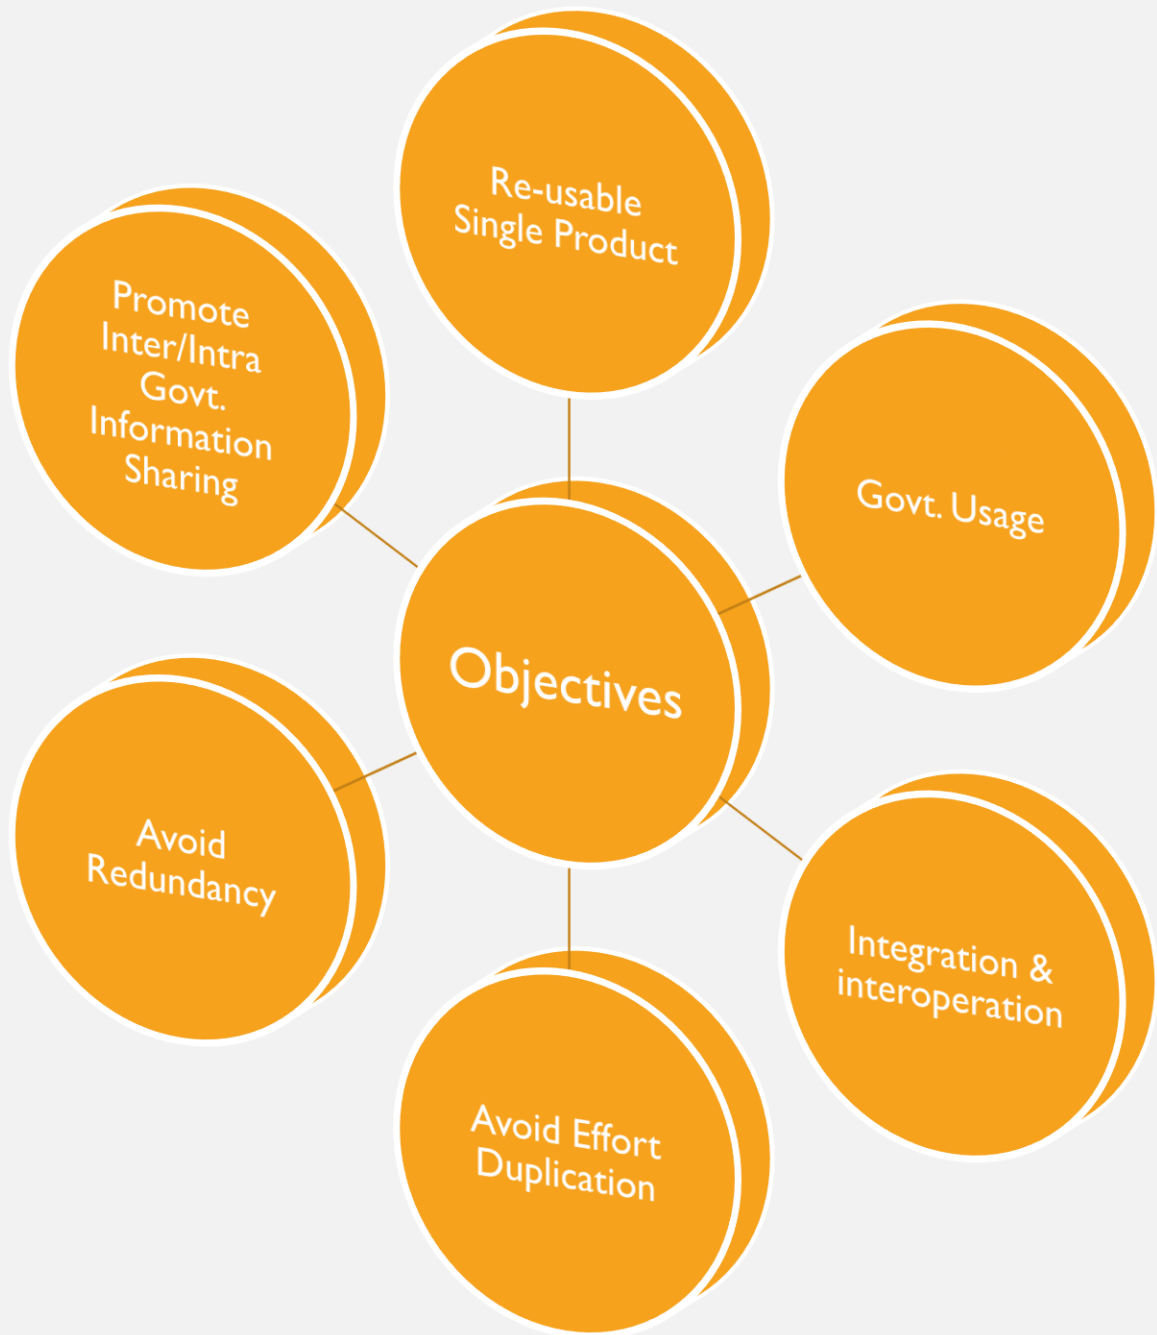 Re-usable
Single Product
Promote
Inter/Intra
Govt.
Information
Sharing
Govt. Usage
Objectives
Avoid
Redundancy
Integration &
interoperation
Avoid Effort
Duplication